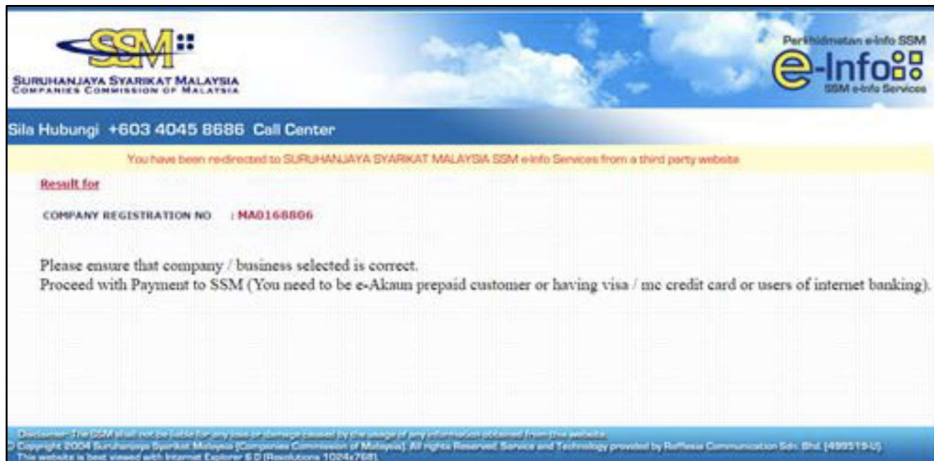 SSM
SURUHANJAYA SYARIKAT MALAYSIA
COMPANIES COMMISSION OF MALAYSIA
Perkhidmatan e-Info SSM
e-Info
SSM e-Info Services
Sila Hubungi +603 4045 8686 Call Center
You have been redirected to SURUHANJAYA SYARIKAT MALAYSIA SSM e-Info Services from a third party website
Result for
COMPANY REGISTRATION NO : MA0168806
Please ensure that company / business selected is correct.
Proceed with Payment to SSM (You need to be e-Akaun prepaid customer or having visa / mc credit card or users of internet banking).
Disclaimer: The SSM shall not be liable for any loss or damage caused by the usage of any information obtained from this website.
Copyright 2004 Suruhanjaya Syarikat Malaysia (Companies Commission of Malaysia). All rights Reserved. Service and Technology provided by Rafflesia Communication Sdn. Bhd. (499519-U).
This website is best viewed with Internet Explorer 6.0 (Resolutions 1024x768).